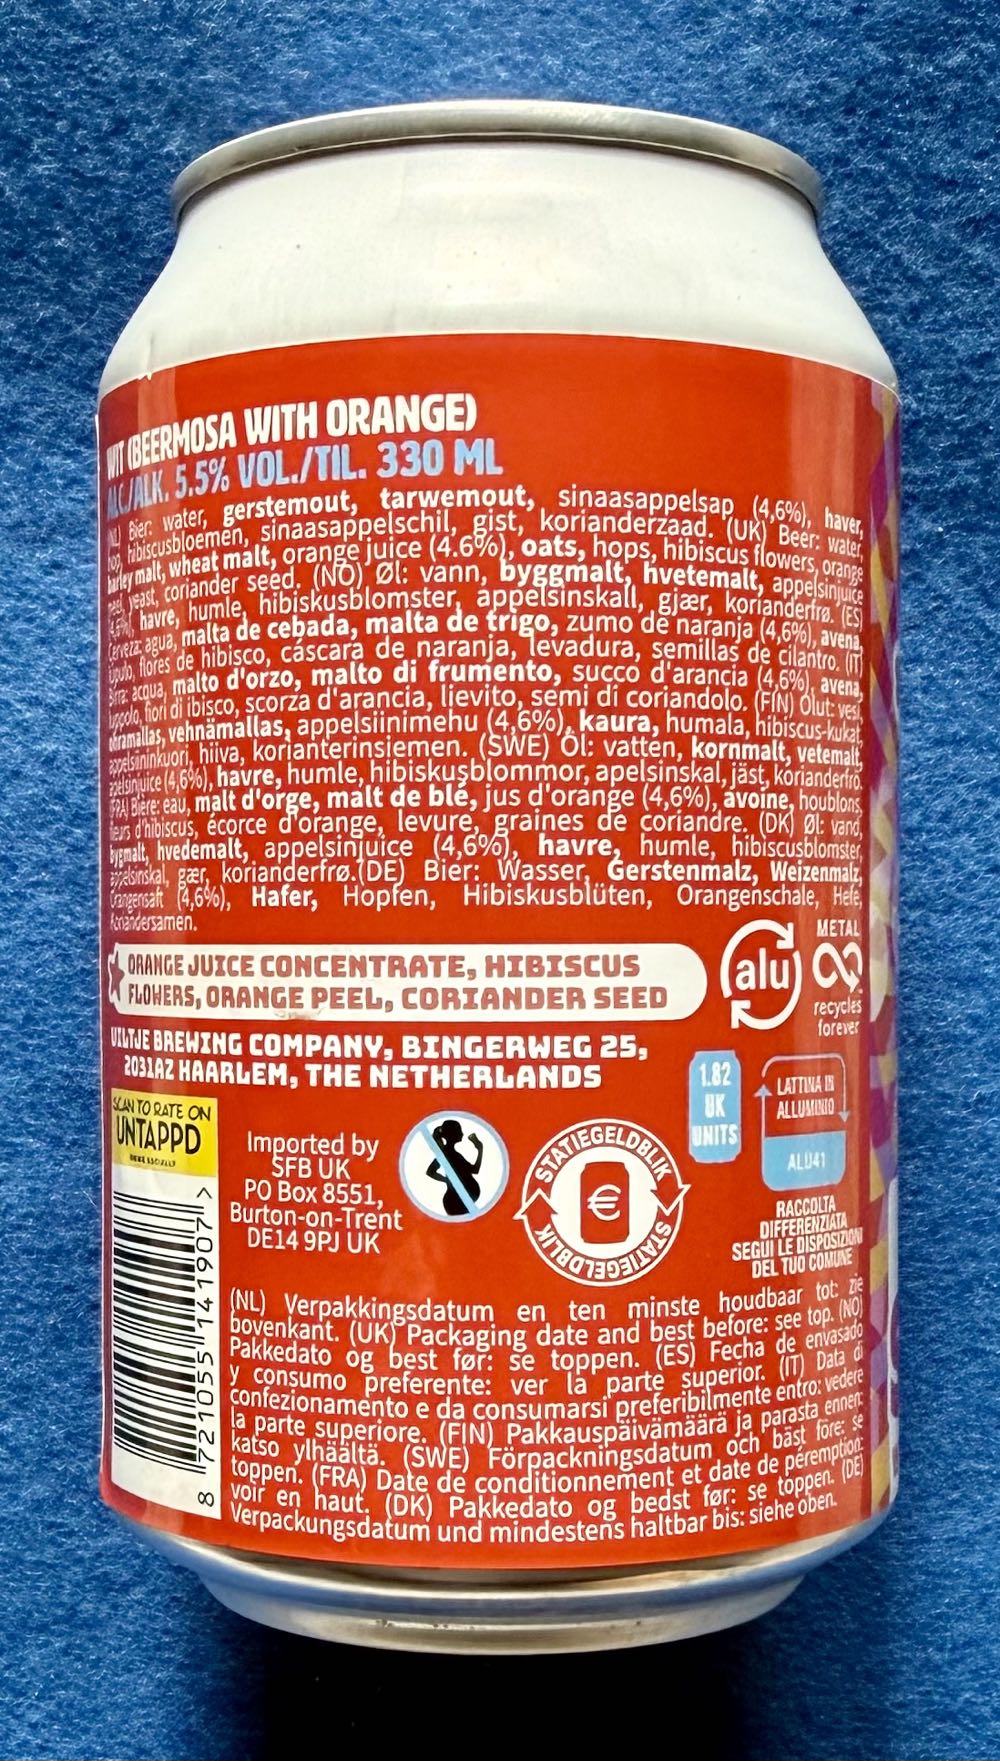 WIT (BEERMOSA WITH ORANGE)
ALC./ALK. 5.5% VOL./TIL. 330 ML
(NL) Bier: water, gerstemout, tarwemout, sinaasappelsap (4,6%), haver,
hop, hibiscusbloemen, sinaasappelschil, gist, korianderzaad. (UK) Beer: water,
barley malt, wheat malt, orange juice (4.6%), oats, hops, hibiscus flowers, orange
peel, yeast, coriander seed. (NO) Øl: vann, byggmalt, hvetemalt, appelsinjuice
(4,6%), havre, humle, hibiskusblomster, appelsinskall, gjær, korianderfrø. (ES)
Cerveza: agua, malta de cebada, malta de trigo, zumo de naranja (4,6%), avena,
lúpulo, flores de hibisco, cáscara de naranja, levadura, semillas de cilantro. (IT)
Birra: acqua, malto d'orzo, malto di frumento, succo d'arancia (4,6%), avena,
luppolo, fiori di ibisco, scorza d'arancia, lievito, semi di coriandolo. (FIN) Olut: vesi,
ohramallas, vehnämallas, appelsiinimehu (4,6%), kaura, humala, hibiscus-kukat,
appelsiininkuori, hiiva, korianterinsiemen. (SWE) Öl: vatten, kornmalt, vetemalt,
apelsinjuice (4,6%), havre, humle, hibiskusblommor, apelsinskal, jäst, korianderfrö.
(FRA) Bière: eau, malt d'orge, malt de blé, jus d'orange (4,6%), avoine, houblons,
fleurs d'hibiscus, écorce d'orange, levure, graines de coriandre. (DK) Øl: vand,
bygmalt, hvedemalt, appelsinjuice (4,6%), havre, humle, hibiscusblomster,
appelsinskal, gær, korianderfrø.(DE) Bier: Wasser, Gerstenmalz, Weizenmalz,
Orangensaft (4,6%), Hafer, Hopfen, Hibiskusblüten, Orangenschale, Hefe,
Koriandersamen.
ORANGE JUICE CONCENTRATE, HIBISCUS
FLOWERS, ORANGE PEEL, CORIANDER SEED
alu
METAL
recycles
forever
UILTJE BREWING COMPANY, BINGERWEG 25,
2031AZ HAARLEM, THE NETHERLANDS
1.82
UK
UNITS
LATTINA IN
ALLUMINIO
ALU41
RACCOLTA
DIFFERENZIATA
SEGUI LE DISPOSIZIONI
DEL TUO COMUNE
SCAN TO RATE ON
UNTAPPD
Imported by
SFB UK
PO Box 8551,
Burton-on-Trent
DE14 9PJ UK
STATIEGELDBLIK
€
STATIEGELDBLIK
8 721055 141907 >
(NL) Verpakkingsdatum en ten minste houdbaar tot: zie
bovenkant. (UK) Packaging date and best before: see top. (NO)
Pakkedato og best før: se toppen. (ES) Fecha de envasado
y consumo preferente: ver la parte superior. (IT) Data di
confezionamento e da consumarsi preferibilmente entro: vedere
la parte superiore. (FIN) Pakkauspäivämäärä ja parasta ennen:
katso ylhäältä. (SWE) Förpackningsdatum och bäst före: se
toppen. (FRA) Date de conditionnement et date de péremption:
voir en haut. (DK) Pakkedato og bedst før: se toppen. (DE)
Verpackungsdatum und mindestens haltbar bis: siehe oben.